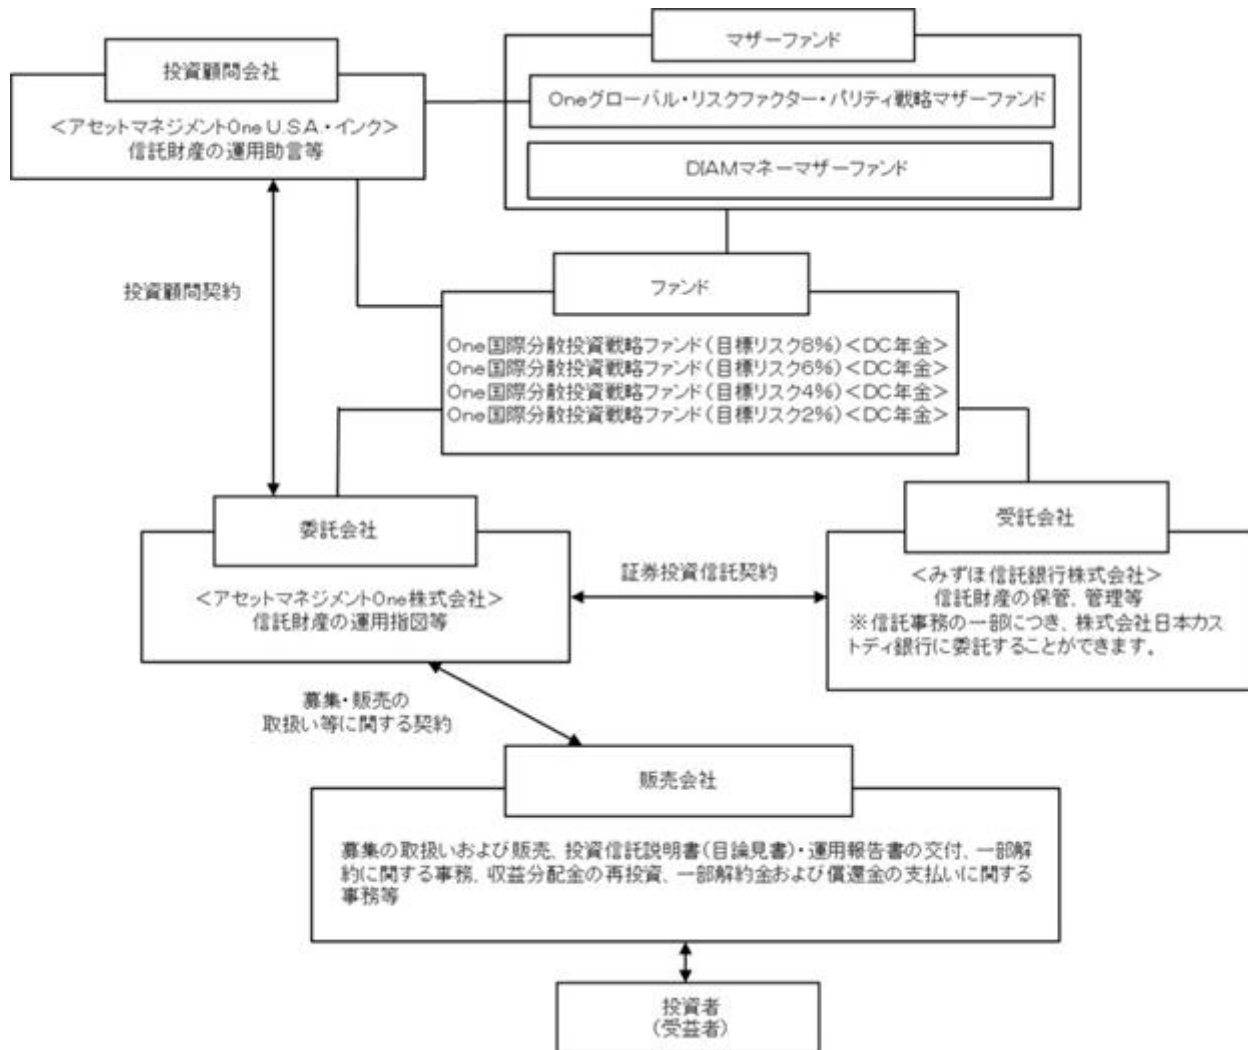 マザーファンド
投資顧問会社
Oneグローバル・リスクファクター・パリティ戦略マザーファンド
＜アセットマネジメントOne U.S.A.・インク＞
信託財産の運用助言等
DIAMマネーマザーファンド
投資顧問契約
ファンド
One国際分散投資戦略ファンド(目標リスク8%)＜DC年金＞
One国際分散投資戦略ファンド(目標リスク6%)＜DC年金＞
One国際分散投資戦略ファンド(目標リスク4%)＜DC年金＞
One国際分散投資戦略ファンド(目標リスク2%)＜DC年金＞
委託会社
＜アセットマネジメントOne株式会社＞
信託財産の運用指図等
証券投資信託契約
受託会社
＜みずほ信託銀行株式会社＞
信託財産の保管、管理等
※信託事務の一部につき、株式会社日本カス
トディ銀行に委託することができます。
募集・販売の
取扱い等に関する契約
販売会社
募集の取扱いおよび販売、投資信託説明書(目論見書)・運用報告書の交付、一部解
約に関する事務、収益分配金の再投資、一部解約金および償還金の支払いに関する
事務等
投資者
(受益者)